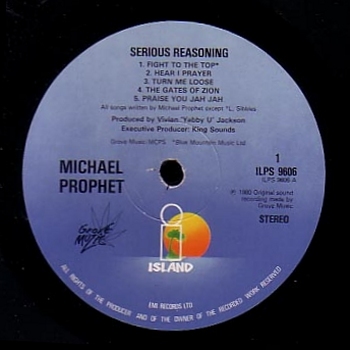 SERIOUS REASONING
1. FIGHT TO THE TOP*
2. HEAR I PRAYER
3. TURN ME LOOSE
4. THE GATES OF ZION
5. PRAISE YOU JAH JAH
All songs written by Michael Prophet except *L. Sibbles
Produced by Vivian "Yabby U" Jackson
Executive Producer: King Sounds
Grove Music/MCPS *Blue Mountain Music Ltd
MICHAEL
PROPHET
1
ILPS 9606
ILPS 9606 A
℗ 1980 Original sound
recording made by
Grove Music
STEREO
Grove
Music
i
ISLAND
EMI RECORDS LTD
ALL RIGHTS OF THE PRODUCER AND OF THE OWNER OF THE RECORDED WORK RESERVED